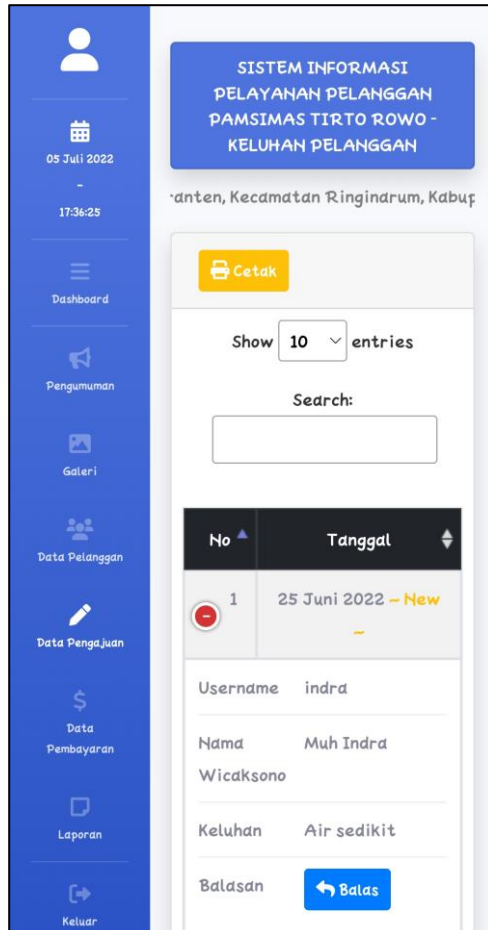 05 Juli 2022
-
17:36:25
Dashboard
Pengumuman
Galeri
Data Pelanggan
Data Pengajuan
Data
Pembayaran
Laporan
Keluar
SISTEM INFORMASI
PELAYANAN PELANGGAN
PAMSIMAS TIRTO ROWO -
KELUHAN PELANGGAN
ranten, Kecamatan Ringinarum, Kabup
Cetak
Show 10 entries
Search:
No Tanggal
1 25 Juni 2022 ~ New
~
Username indra
Nama Muh Indra
Wicaksono
Keluhan Air sedikit
Balasan Balas